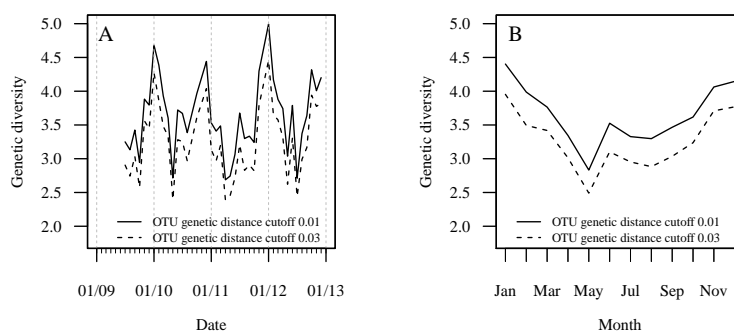 A
Genetic diversity
5.0
4.5
4.0
3.5
3.0
2.5
2.0
OTU genetic distance cutoff 0.01
OTU genetic distance cutoff 0.03
01/09 01/10 01/11 01/12 01/13
Date
B
Genetic diversity
5.0
4.5
4.0
3.5
3.0
2.5
2.0
OTU genetic distance cutoff 0.01
OTU genetic distance cutoff 0.03
Jan Mar May Jul Sep Nov
Month